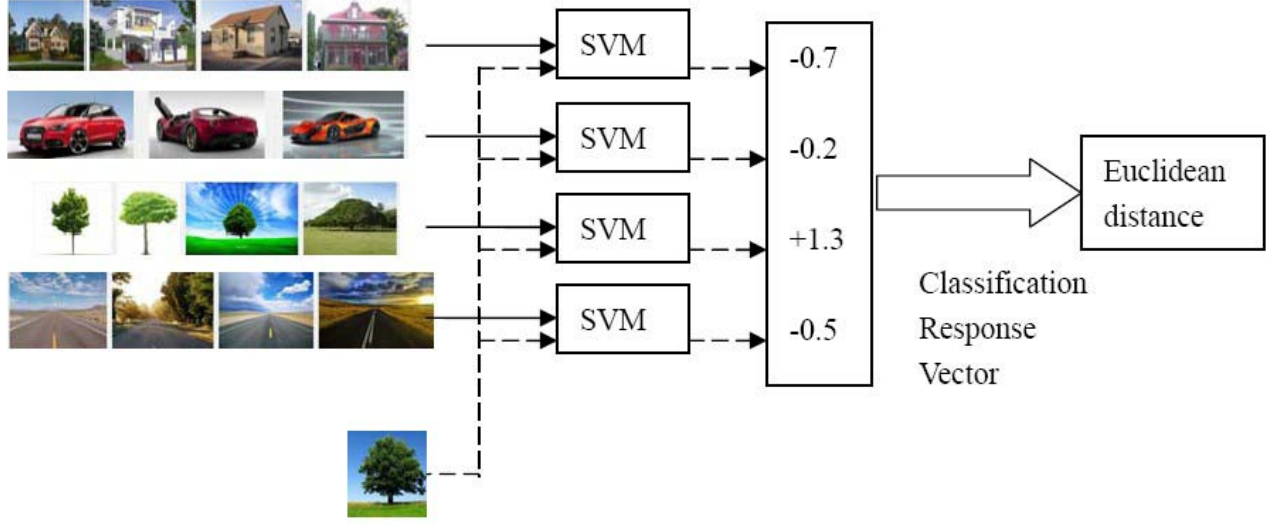 SVM
-0.7
SVM
-0.2
SVM
+1.3
SVM
-0.5
Euclidean
distance
Classification
Response
Vector